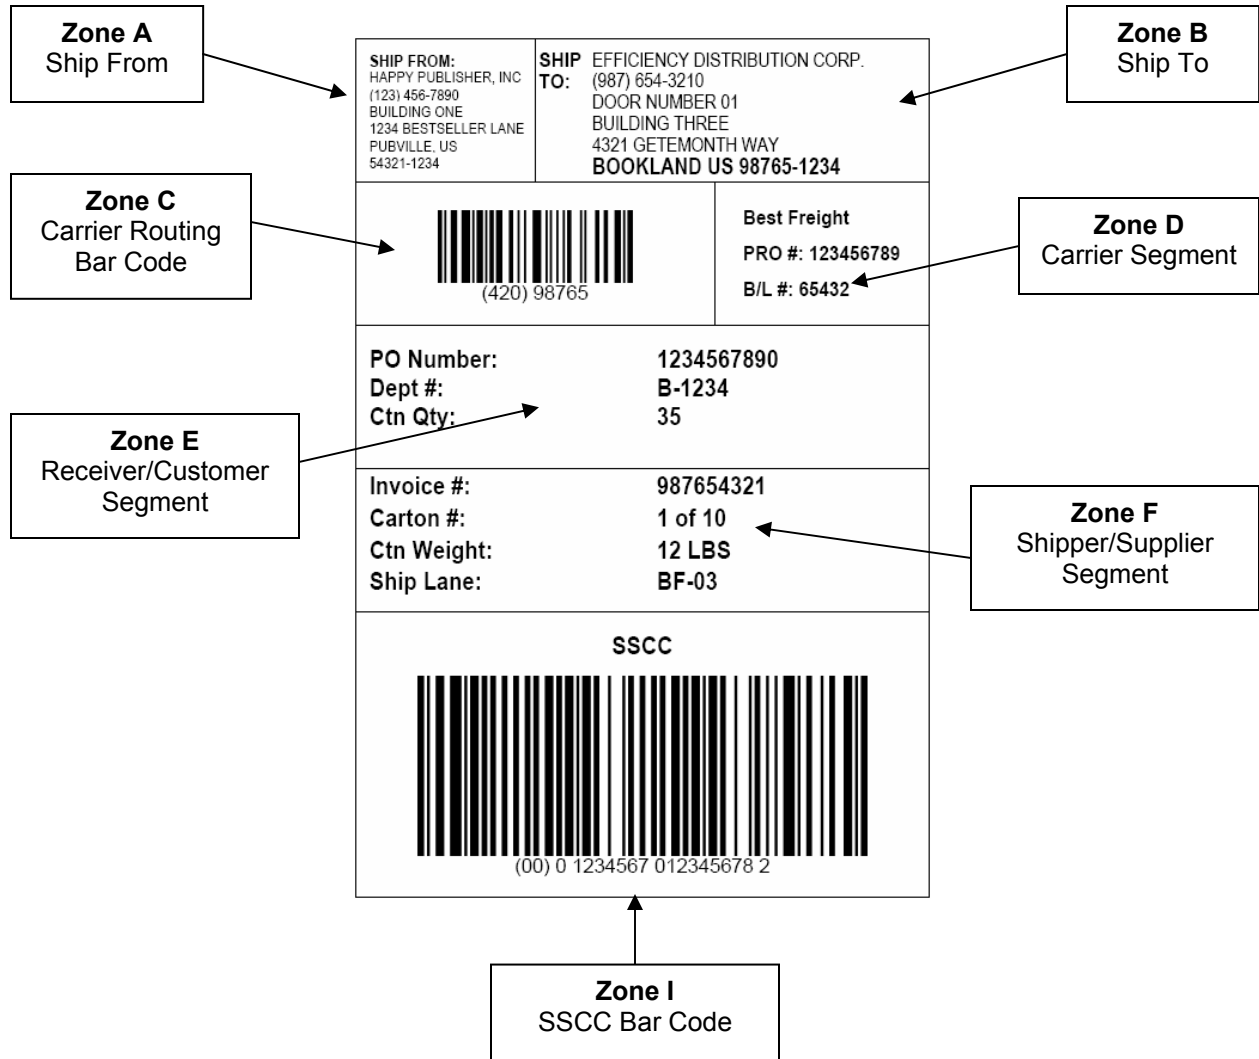 Zone A
Ship From
Zone B
Ship To
SHIP FROM:
HAPPY PUBLISHER, INC
(123) 456-7890
BUILDING ONE
1234 BESTSELLER LANE
PUBVILLE, US
54321-1234
SHIP TO:
EFFICIENCY DISTRIBUTION CORP.
(987) 654-3210
DOOR NUMBER 01
BUILDING THREE
4321 GETEMONTH WAY
BOOKLAND US 98765-1234
Zone C
Carrier Routing
Bar Code
(420) 98765
Best Freight
PRO #: 123456789
B/L #: 65432
Zone D
Carrier Segment
PO Number: 1234567890
Dept #: B-1234
Ctn Qty: 35
Zone E
Receiver/Customer
Segment
Invoice #: 987654321
Carton #: 1 of 10
Ctn Weight: 12 LBS
Ship Lane: BF-03
Zone F
Shipper/Supplier
Segment
SSCC
(00) 0 1234567 012345678 2
Zone I
SSCC Bar Code